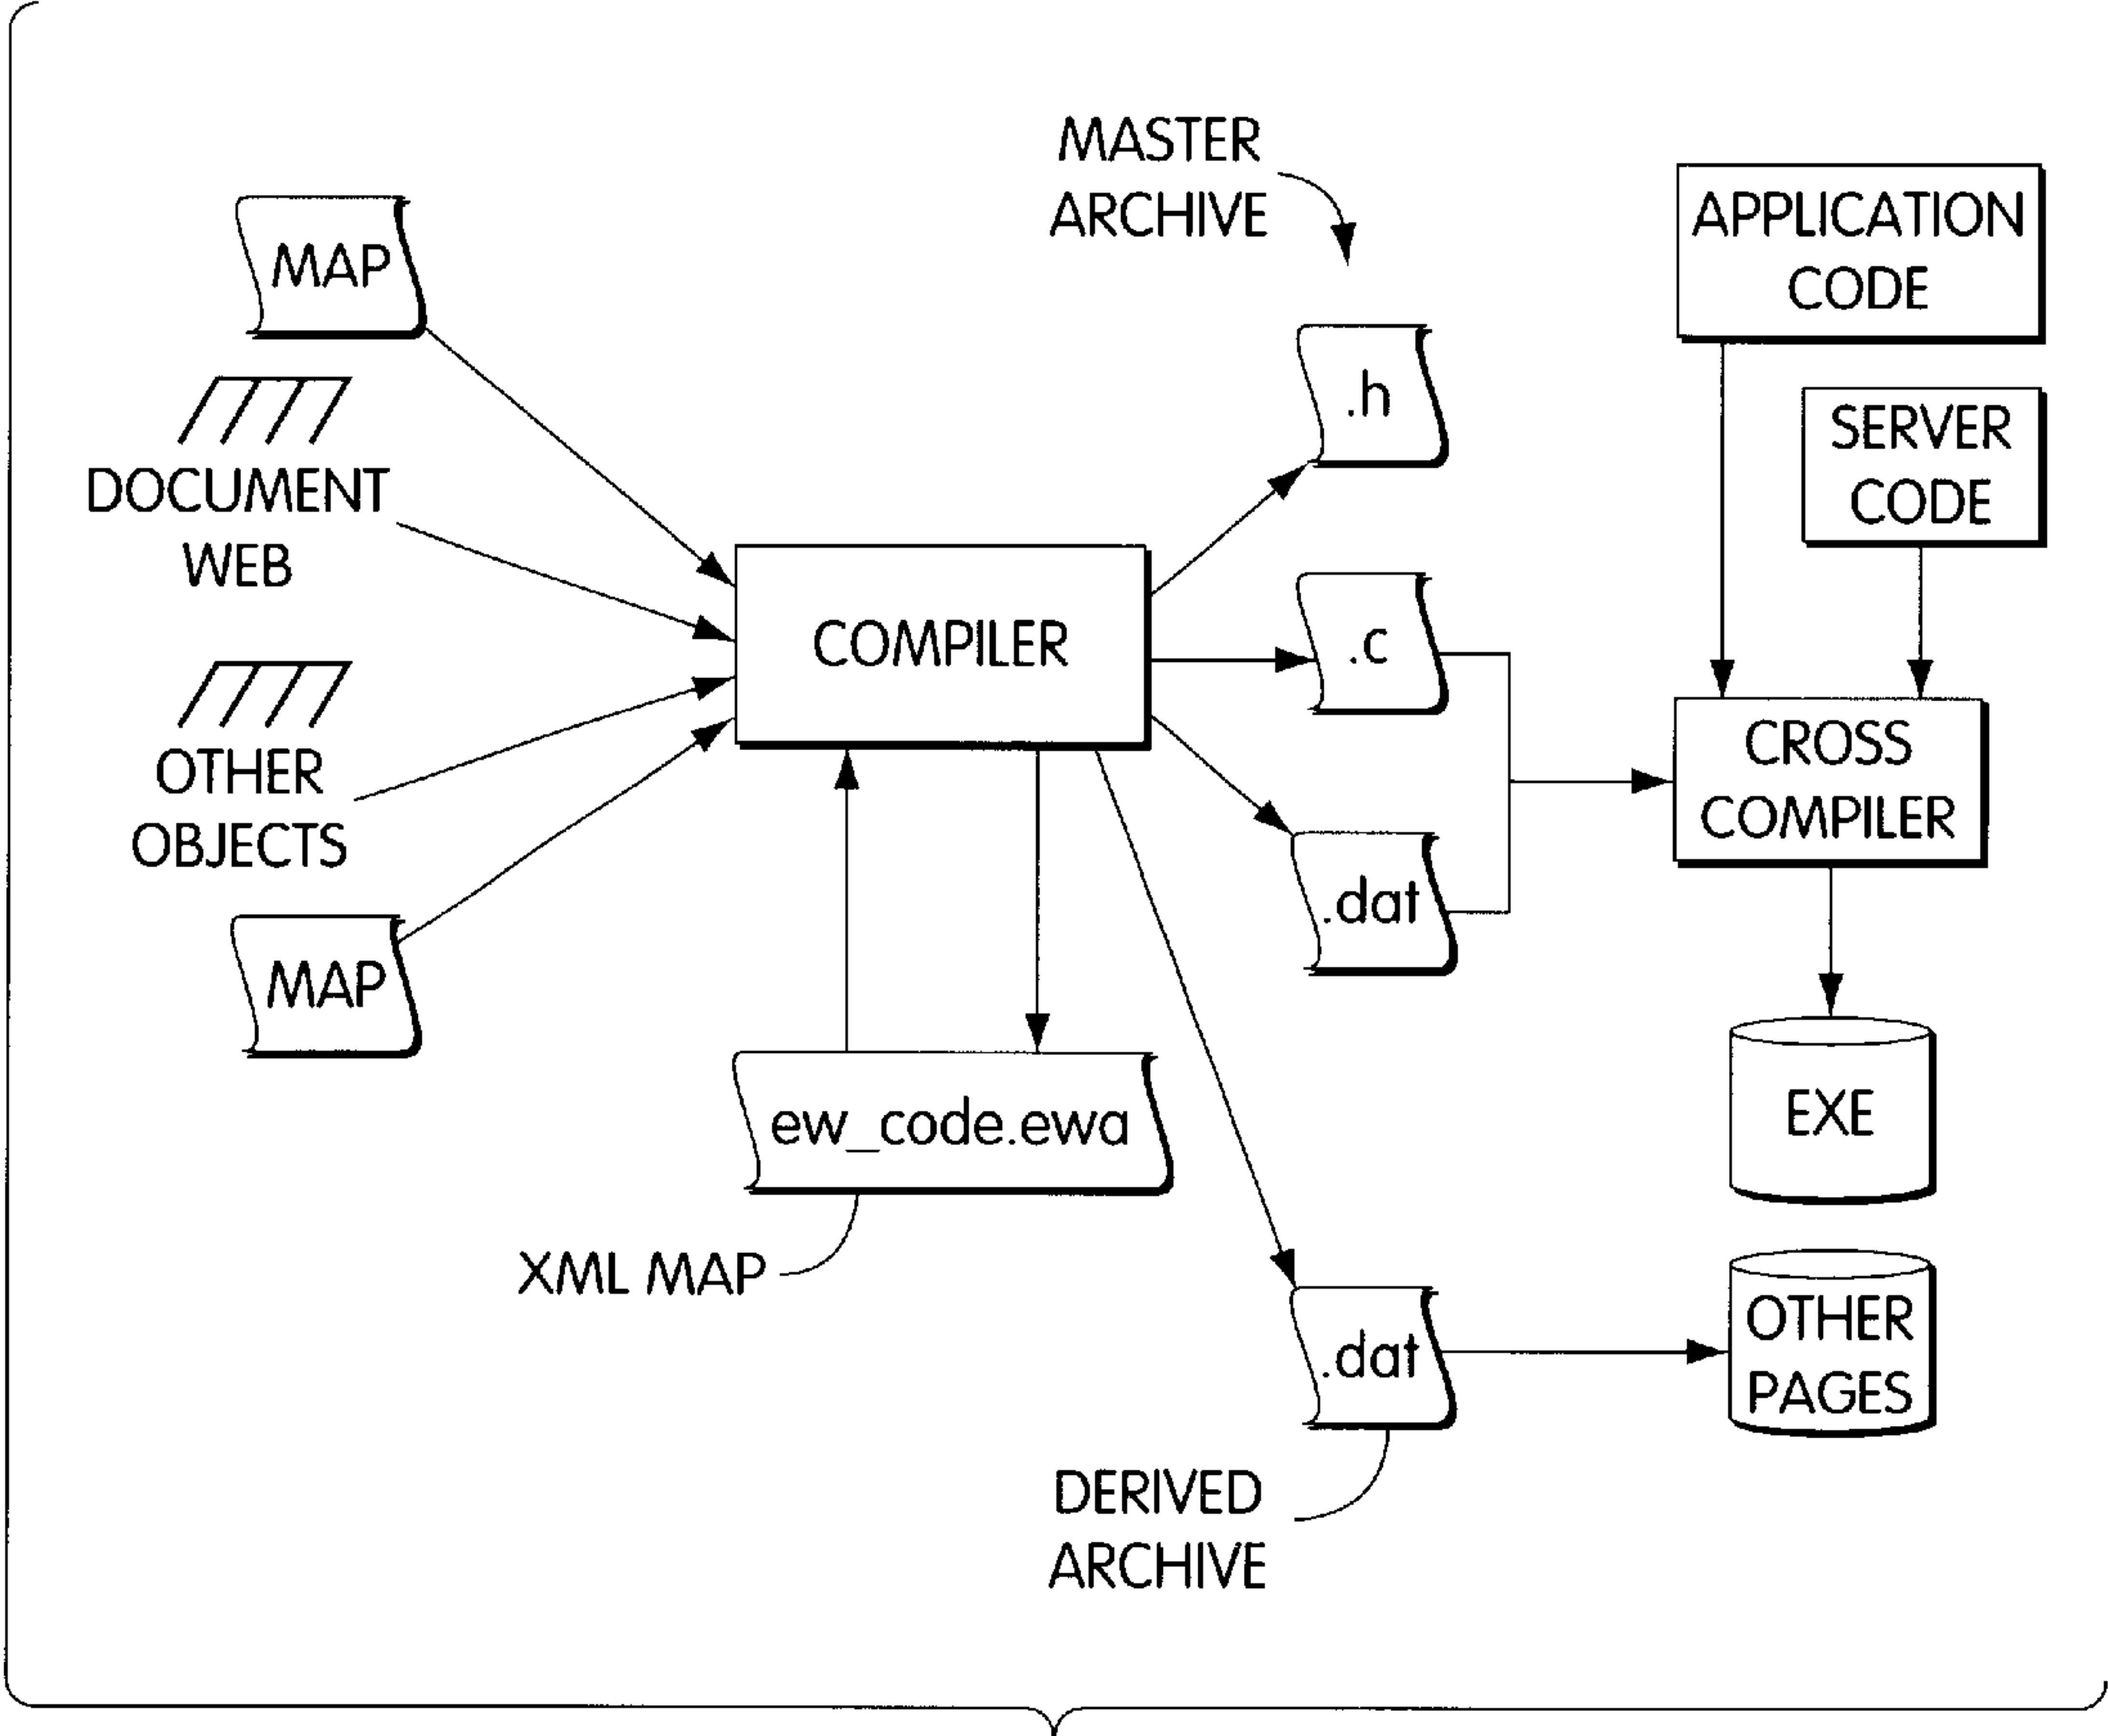 MASTER
ARCHIVE
APPLICATION
CODE
MAP
.h
SERVER
CODE
DOCUMENT
WEB
COMPILER
.c
CROSS
COMPILER
OTHER
OBJECTS
.dat
MAP
ew_code.ewa
EXE
XML MAP
.dat
OTHER
PAGES
DERIVED
ARCHIVE